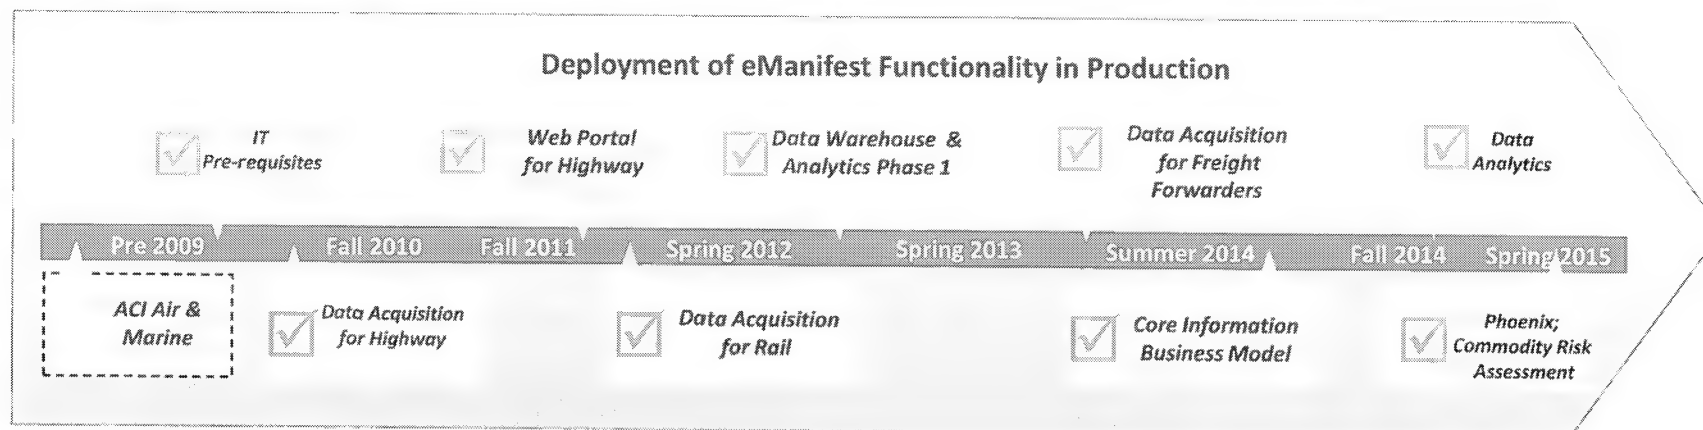 Deployment of eManifest Functionality in Production
IT
Pre-requisites
Web Portal
for Highway
Data Warehouse &
Analytics Phase 1
Data Acquisition
for Freight
Forwarders
Data
Analytics
Pre 2009
Fall 2010
Fall 2011
Spring 2012
Spring 2013
Summer 2014
Fall 2014
Spring 2015
ACI Air &
Marine
Data Acquisition
for Highway
Data Acquisition
for Rail
Core Information
Business Model
Phoenix;
Commodity Risk
Assessment